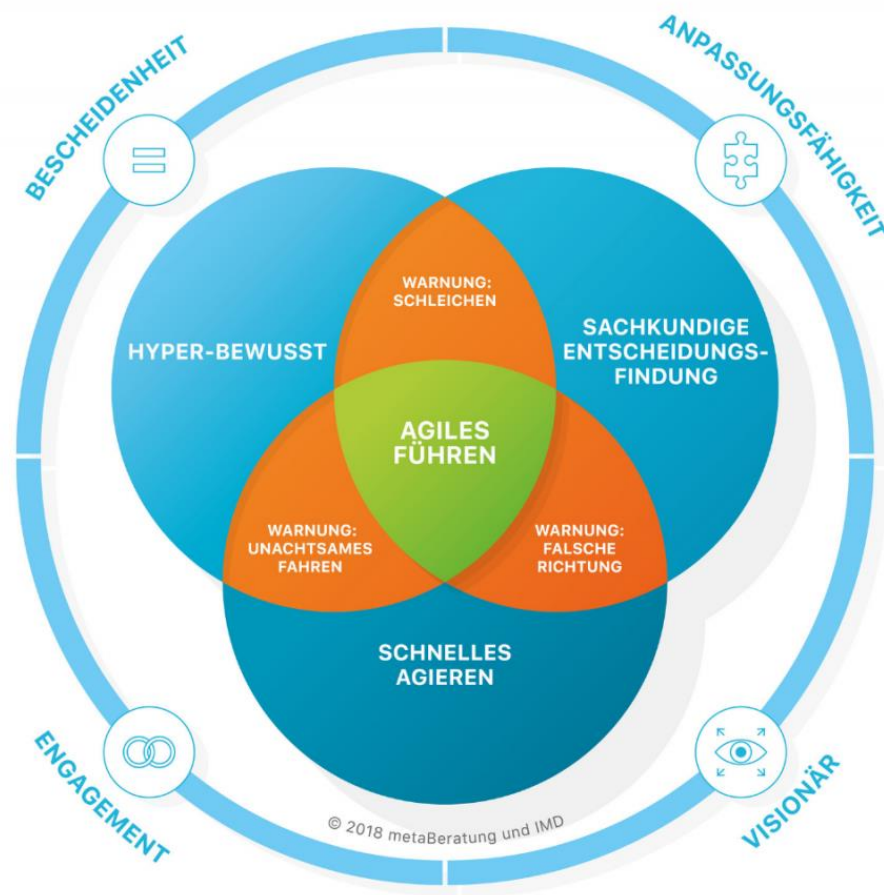 BESCHEIDENHEIT
ANPASSUNGSFÄHIGKEIT
WARNUNG:
SCHLEICHEN
HYPER-BEWUSST
SACHKUNDIGE
ENTSCHEIDUNGS-
FINDUNG
AGILES
FÜHREN
WARNUNG:
UNACHTSAMES
FAHREN
WARNUNG:
FALSCHE
RICHTUNG
SCHNELLES
AGIEREN
ENGAGEMENT
VISIONÄR
© 2018 metaBeratung und IMD